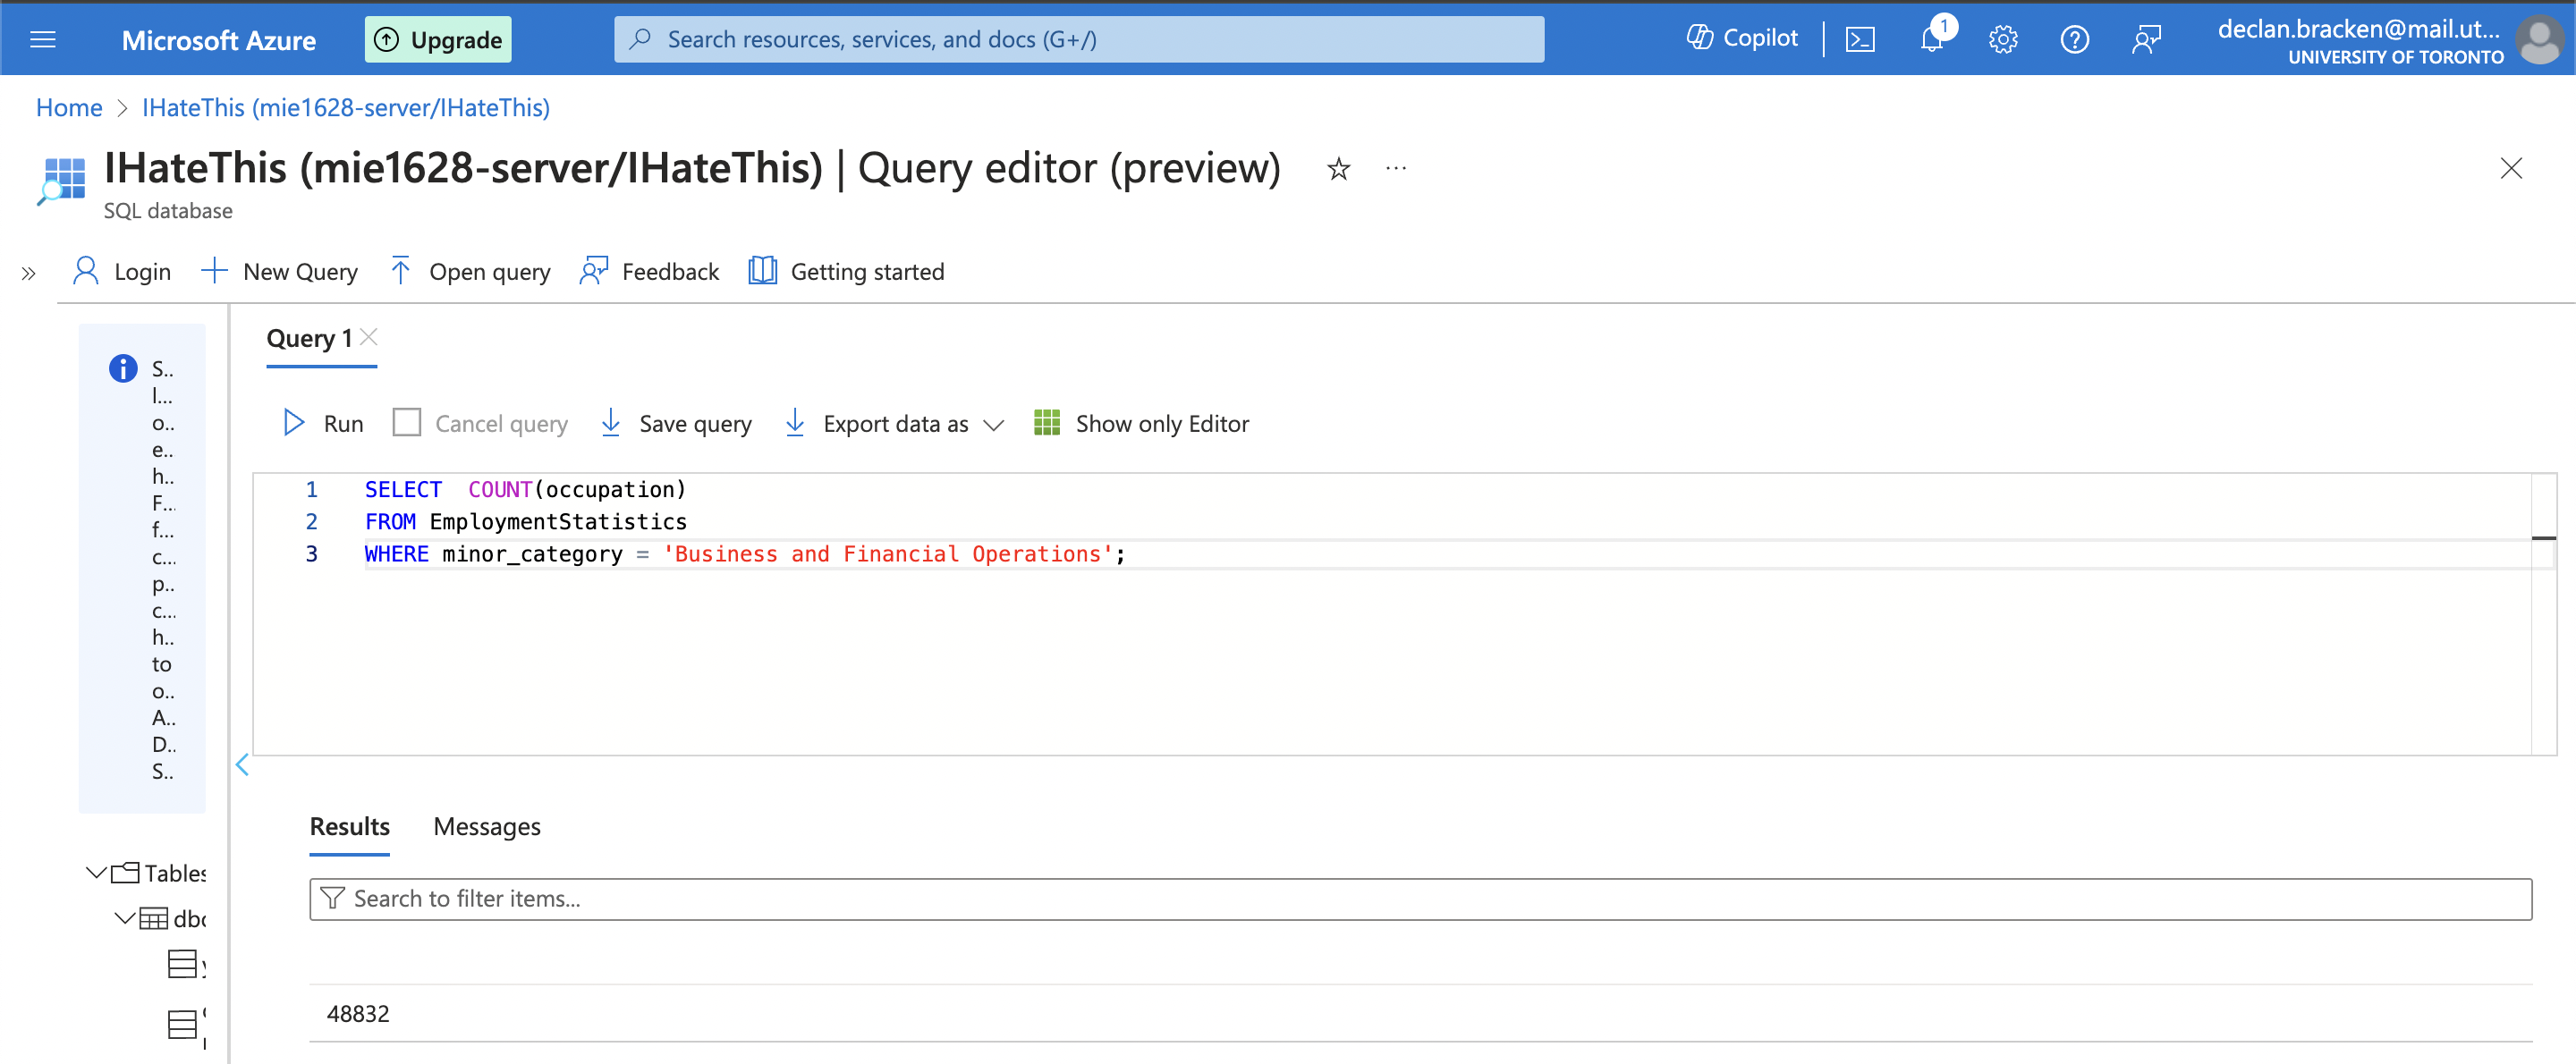 Microsoft Azure
Upgrade
Search resources, services, and docs (G+/)
Copilot
1
declan.bracken@mail.ut...
UNIVERSITY OF TORONTO
Home > IHateThis (mie1628-server/IHateThis)
IHateThis (mie1628-server/IHateThis) | Query editor (preview)
SQL database
Login
New Query
Open query
Feedback
Getting started
S..
l...
o..
e..
h..
F...
f...
c...
p..
c...
h..
to
o..
A..
D..
S..
Tables
dbo
Query 1
Run
Cancel query
Save query
Export data as
Show only Editor
1 SELECT COUNT(occupation)
2 FROM EmploymentStatistics
3 WHERE minor_category = 'Business and Financial Operations';
Results
Messages
Search to filter items...
48832